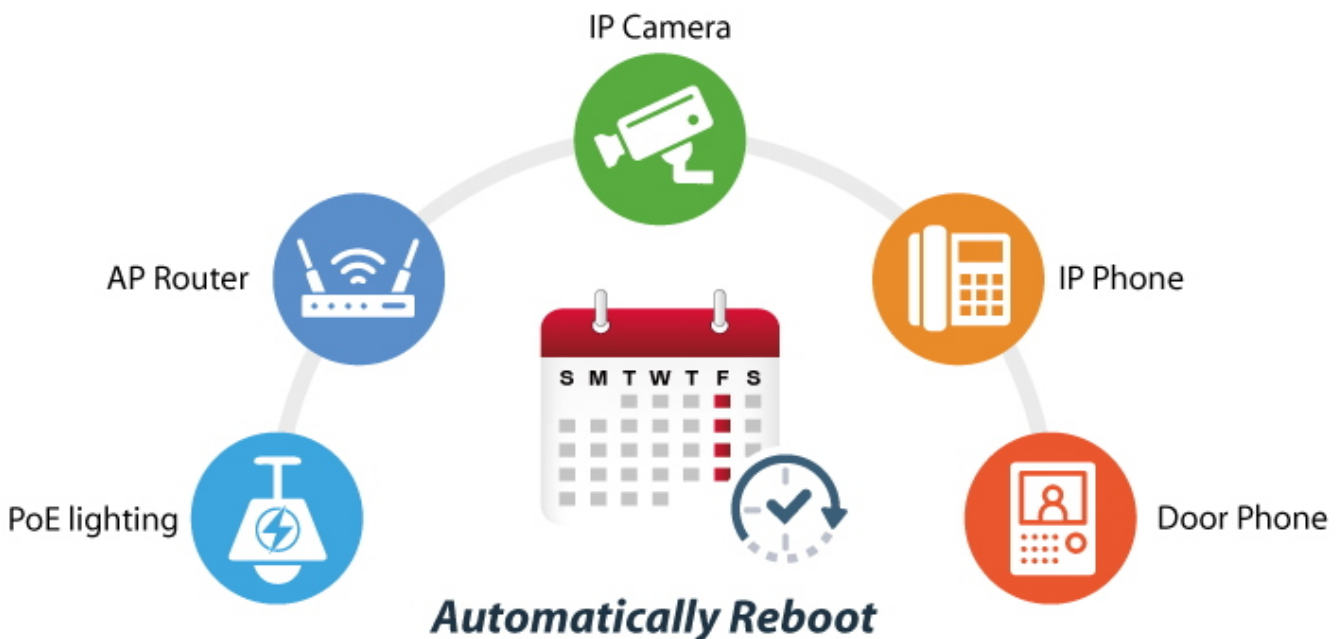 IP Camera
AP Router
IP Phone
S M T W T F S
PoE lighting
Door Phone
Automatically Reboot